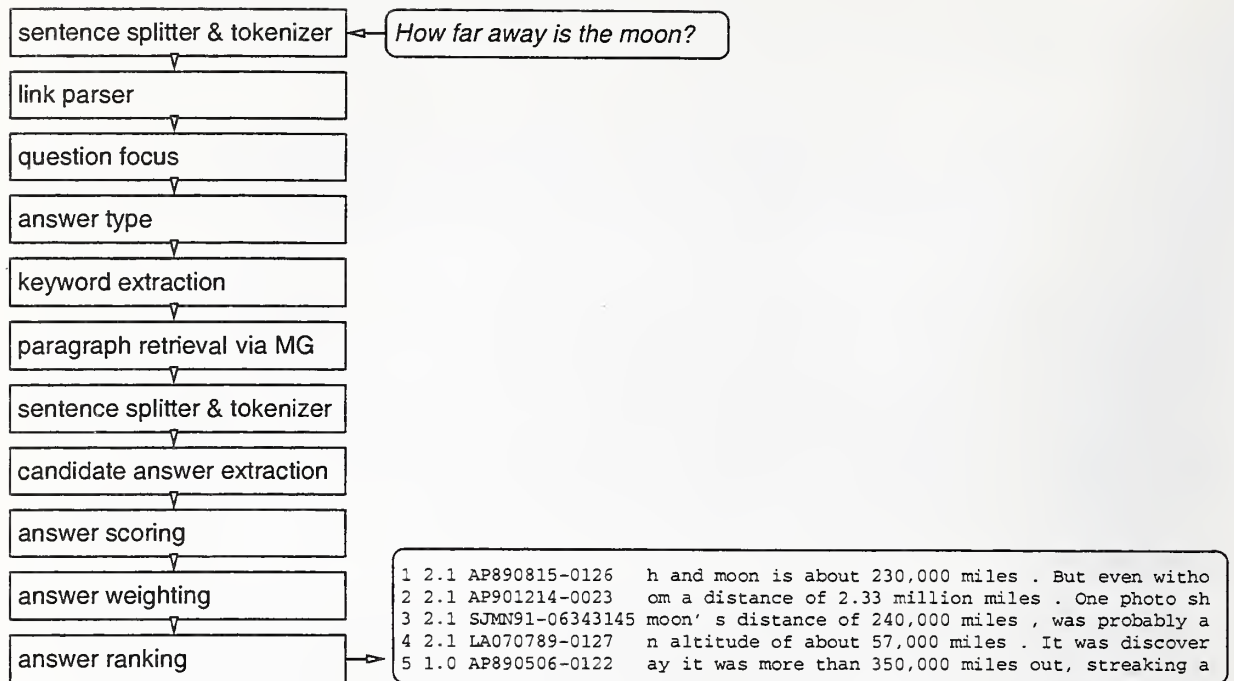 sentence splitter & tokenizer
How far away is the moon?
link parser
question focus
answer type
keyword extraction
paragraph retrieval via MG
sentence splitter & tokenizer
candidate answer extraction
answer scoring
answer weighting
answer ranking
1 2.1 AP890815-0126 h and moon is about 230,000 miles . But even witho
2 2.1 AP901214-0023 om a distance of 2.33 million miles . One photo sh
3 2.1 SJMN91-06343145 moon' s distance of 240,000 miles , was probably a
4 2.1 LA070789-0127 n altitude of about 57,000 miles . It was discover
5 1.0 AP890506-0122 ay it was more than 350,000 miles out, streaking a